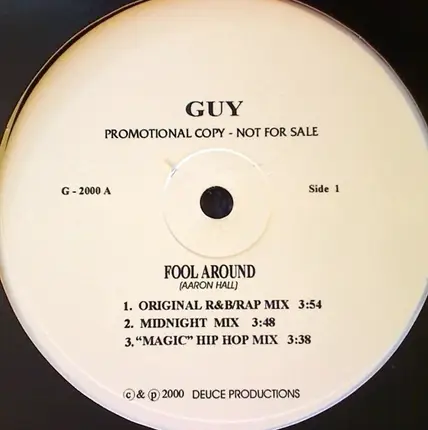 GUY
PROMOTIONAL COPY - NOT FOR SALE
G - 2000 A
Side 1
FOOL AROUND
(AARON HALL)
1. ORIGINAL R&B/RAP MIX 3:54
2. MIDNIGHT MIX 3:48
3. “MAGIC” HIP HOP MIX 3:38
©& ℗ 2000 DEUCE PRODUCTIONS